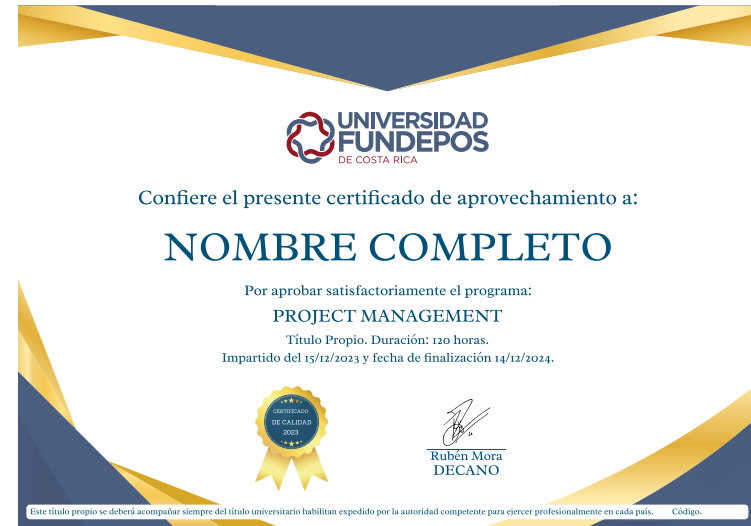 UNIVERSIDAD
FUNDEPOS
DE COSTA RICA
Confiere el presente certificado de aprovechamiento a:
NOMBRE COMPLETO
Por aprobar satisfactoriamente el programa:
PROJECT MANAGEMENT
Título Propio. Duración: 120 horas.
Impartido del 15/12/2023 y fecha de finalización 14/12/2024.
CERTIFICADO
DE CALIDAD
2023
Rubén Mora
DECANO
Este título propio se deberá acompañar siempre del título universitario habilitan expedido por la autoridad competente para ejercer profesionalmente en cada país. Código.